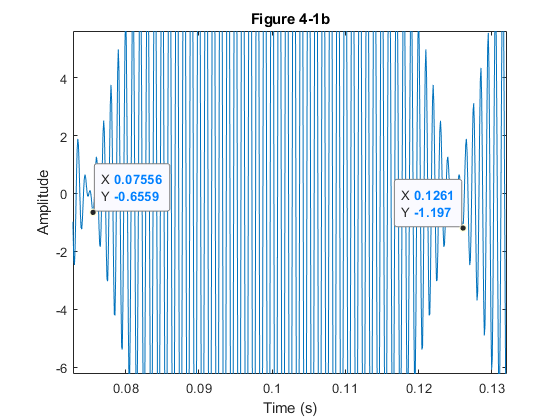 Figure 4-1b
Amplitude
4
2
0
-2
-4
-6
X 0.07556
Y -0.6559
X 0.1261
Y -1.197
0.08 0.09 0.1 0.11 0.12 0.13
Time (s)